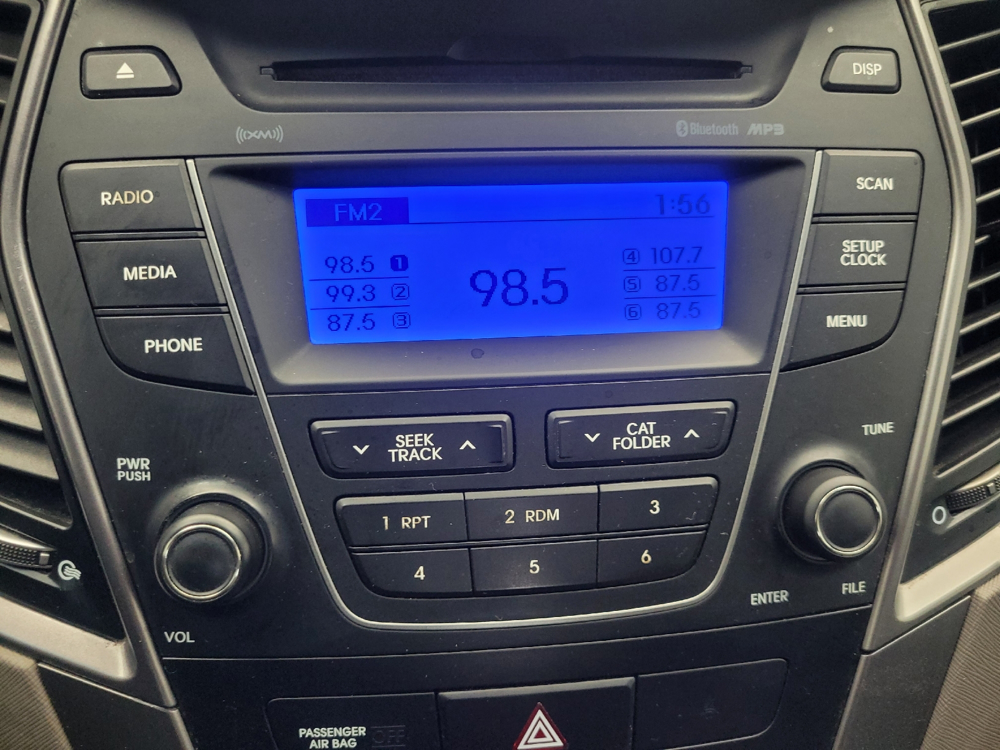 DISP
((XM))
Bluetooth MP3
RADIO
MEDIA
PHONE
FM2
1:56
98.5 1
99.3 2
87.5 3
98.5
4 107.7
5 87.5
6 87.5
SCAN
SETUP
CLOCK
MENU
SEEK
TRACK
CAT
FOLDER
PWR
PUSH
VOL
1 RPT
2 RDM
3
4
5
6
TUNE
ENTER
FILE
PASSENGER
AIR BAG OFF